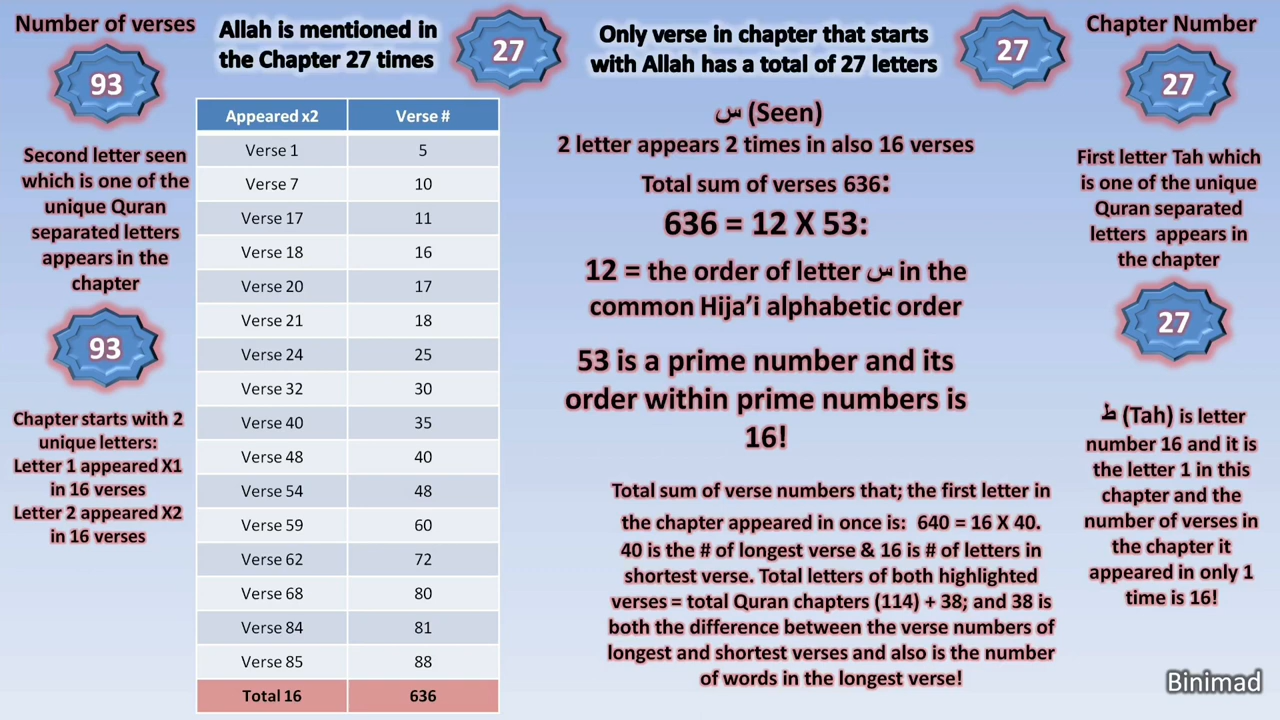 Number of verses
93
Second letter seen
which is one of the
unique Quran
separated letters
appears in the
chapter
93
Chapter starts with 2
unique letters:
Letter 1 appeared X1
in 16 verses
Letter 2 appeared X2
in 16 verses
Allah is mentioned in
the Chapter 27 times
27
Appeared x2 Verse #
Verse 1 5
Verse 7 10
Verse 17 11
Verse 18 16
Verse 20 17
Verse 21 18
Verse 24 25
Verse 32 30
Verse 40 35
Verse 48 40
Verse 54 48
Verse 59 60
Verse 62 72
Verse 68 80
Verse 84 81
Verse 85 88
Total 16 636
Only verse in chapter that starts
with Allah has a total of 27 letters
27
س (Seen)
2 letter appears 2 times in also 16 verses
Total sum of verses 636:
636 = 12 X 53:
12 = the order of letter س in the
common Hija’i alphabetic order
53 is a prime number and its
order within prime numbers is
16!
Total sum of verse numbers that; the first letter in
the chapter appeared in once is: 640 = 16 X 40.
40 is the # of longest verse & 16 is # of letters in
shortest verse. Total letters of both highlighted
verses = total Quran chapters (114) + 38; and 38 is
both the difference between the verse numbers of
longest and shortest verses and also is the number
of words in the longest verse!
Chapter Number
27
First letter Tah which
is one of the unique
Quran separated
letters appears in
the chapter
27
ط (Tah) is letter
number 16 and it is
the letter 1 in this
chapter and the
number of verses in
the chapter it
appeared in only 1
time is 16!
Binimad